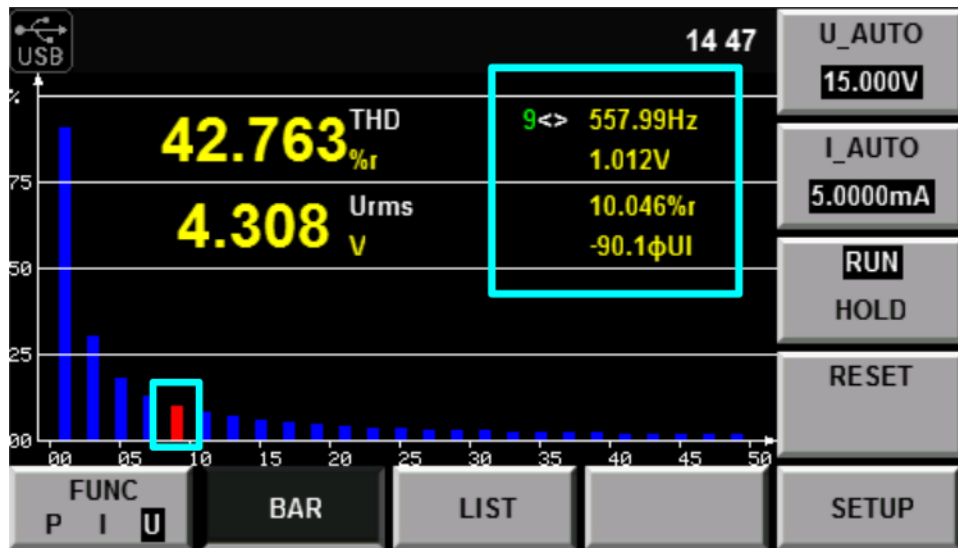 USB
14 47
U_AUTO
15.000V
%
42.763 THD %r
9<> 557.99Hz
1.012V
I_AUTO
5.0000mA
75
4.308 Urms V
10.046%r
-90.1ϕUI
RUN
HOLD
50
25
RESET
00
00 05 10 15 20 25 30 35 40 45 50
FUNC
P I U
BAR
LIST
SETUP